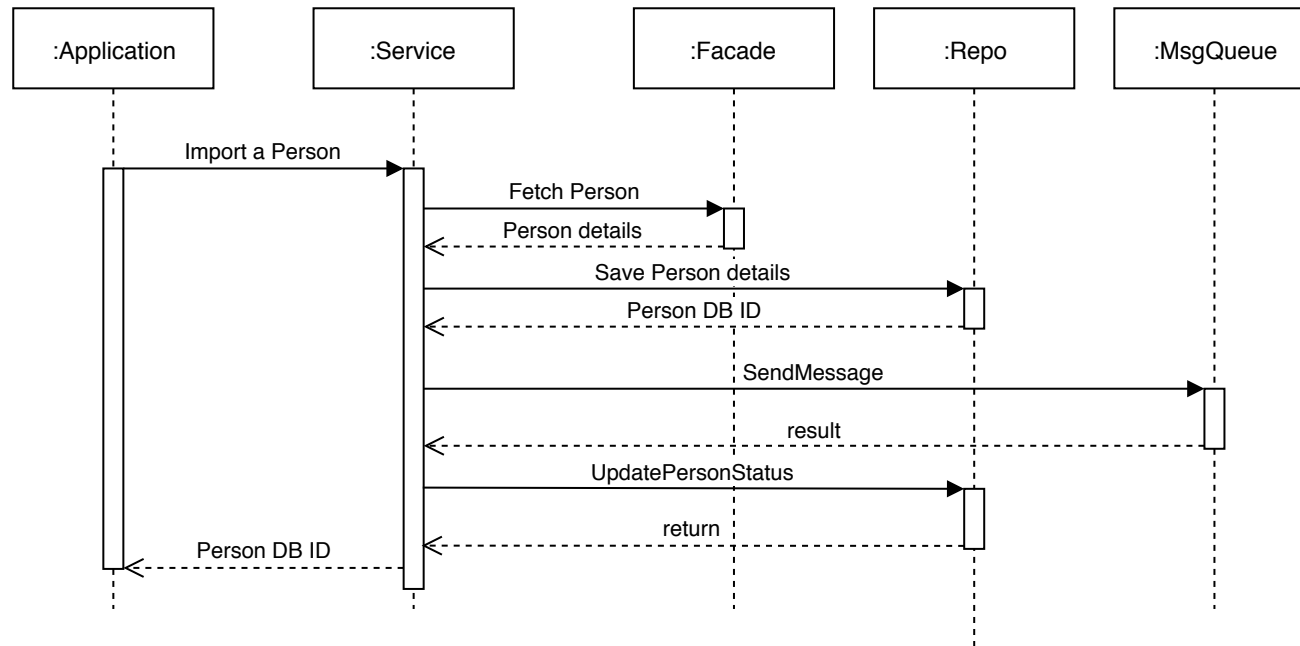 :Application
:Service
:Facade
:Repo
:MsgQueue
Import a Person
Fetch Person
Person details
Save Person details
Person DB ID
SendMessage
result
UpdatePersonStatus
return
Person DB ID